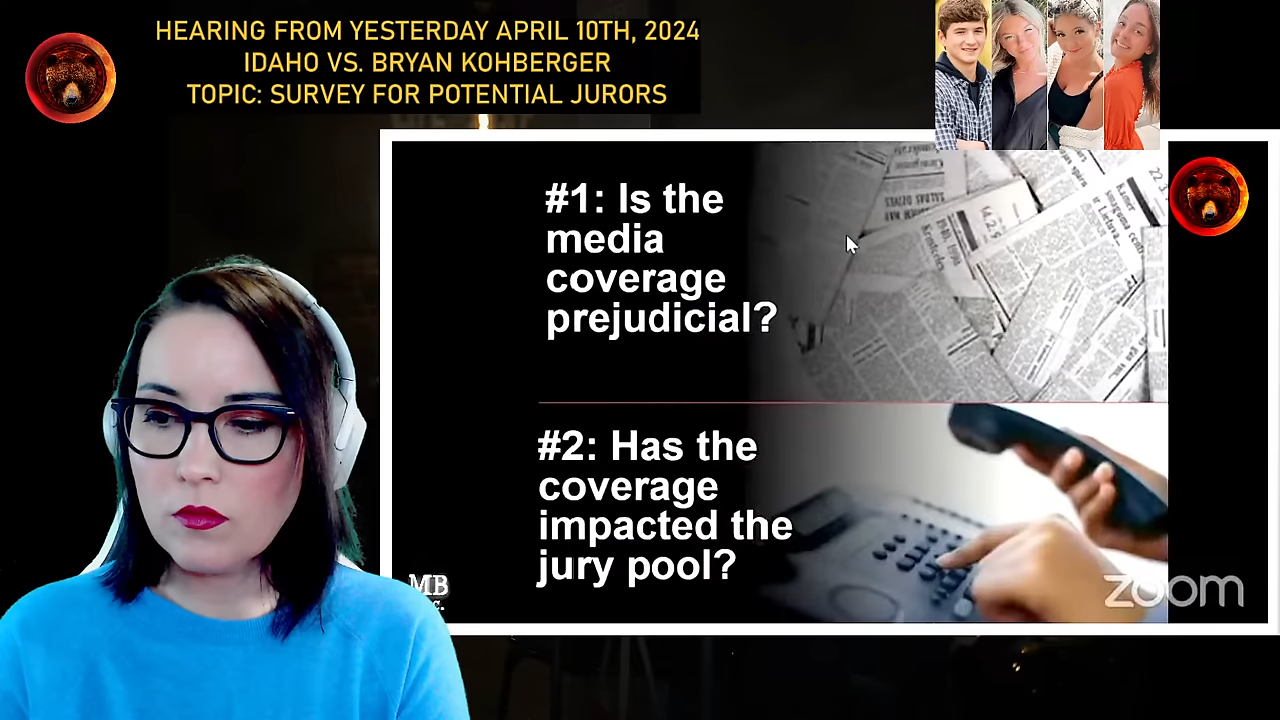 HEARING FROM YESTERDAY APRIL 10TH, 2024
IDAHO VS. BRYAN KOHBERGER
TOPIC: SURVEY FOR POTENTIAL JURORS
#1: Is the
media
coverage
prejudicial?
#2: Has the
coverage
impacted the
jury pool?
MB
zoom